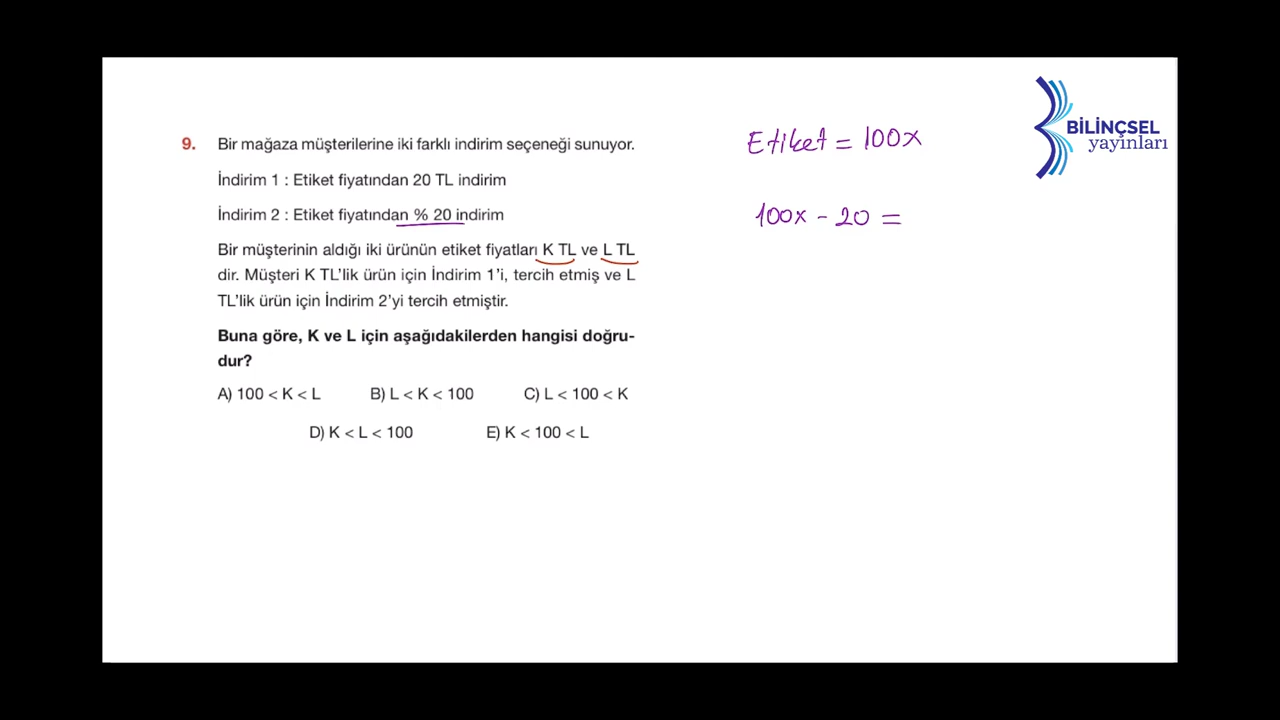 9. Bir mağaza müşterilerine iki farklı indirim seçeneği sunuyor.
İndirim 1 : Etiket fiyatından 20 TL indirim
İndirim 2 : Etiket fiyatından % 20 indirim
Bir müşterinin aldığı iki ürünün etiket fiyatları K TL ve L TL
dir. Müşteri K TL'lik ürün için İndirim 1'i, tercih etmiş ve L
TL'lik ürün için İndirim 2'yi tercih etmiştir.
Buna göre, K ve L için aşağıdakilerden hangisi doğru-
dur?
A) 100 < K < L B) L < K < 100 C) L < 100 < K
D) K < L < 100 E) K < 100 < L
Etiket = 100x
100x - 20 =
BİLİNÇSEL
yayınları